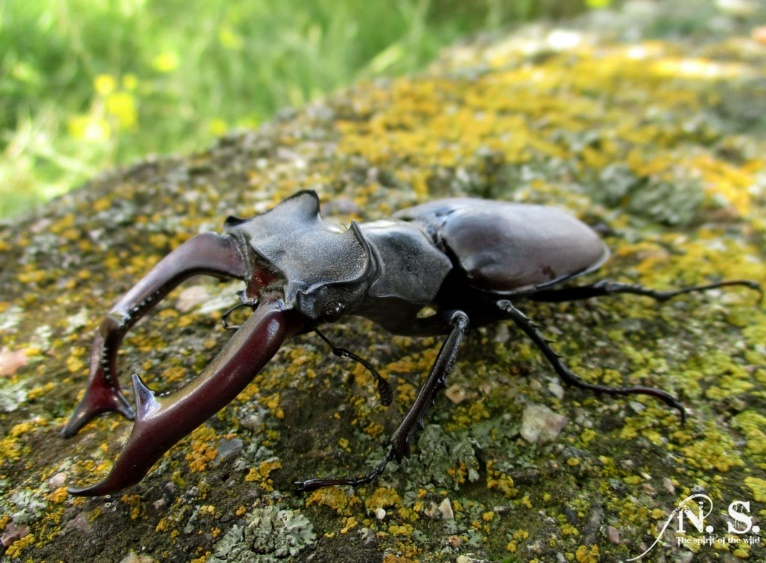 N. S.
The spirit of the wild